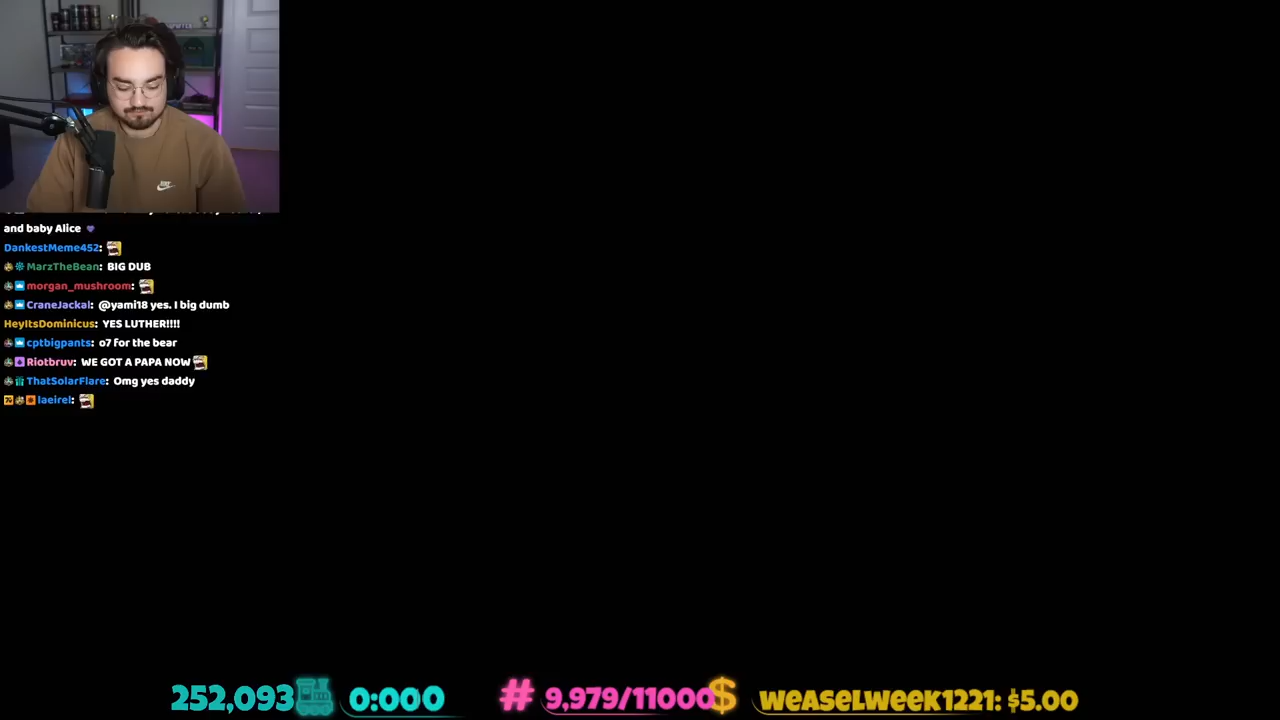 and baby Alice
DankestMeme452:
MarzTheBean: BIG DUB
morgan_mushroom:
CraneJackal: @yami18 yes. I big dumb
HeyItsDominicus: YES LUTHER!!!!
cptbigpants: o7 for the bear
Riotbruv: WE GOT A PAPA NOW
ThatSolarFlare: Omg yes daddy
laeirel:
252,093 0:000 # 9,979/11000 $ weaselweek1221: $5.00